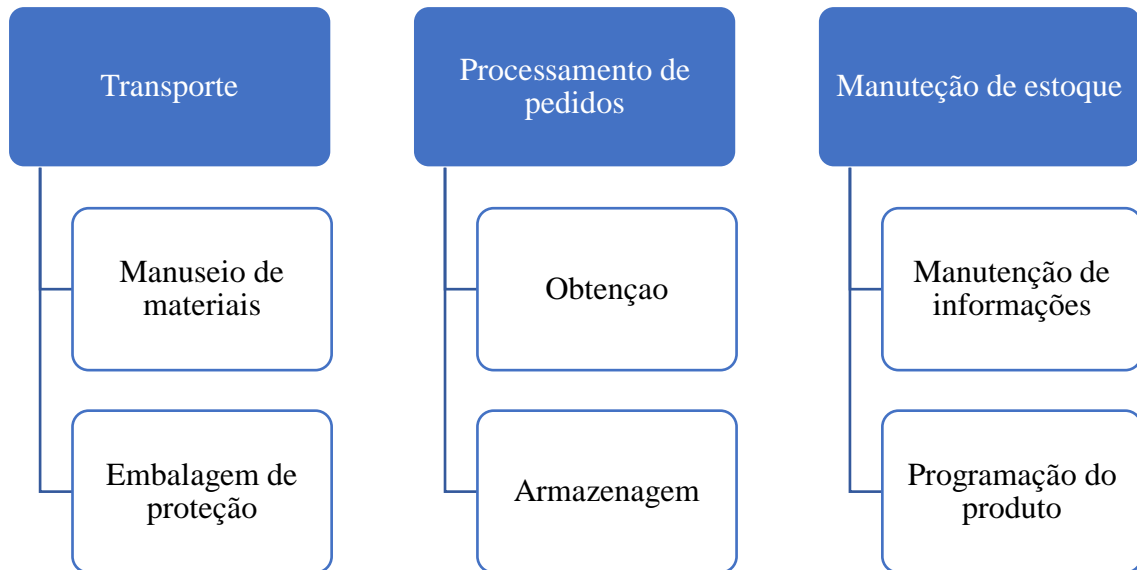 Transporte
Processamento de
pedidos
Manuteção de estoque
Manuseio de
materiais
Obtençao
Manutenção de
informações
Embalagem de
proteção
Armazenagem
Programação do
produto